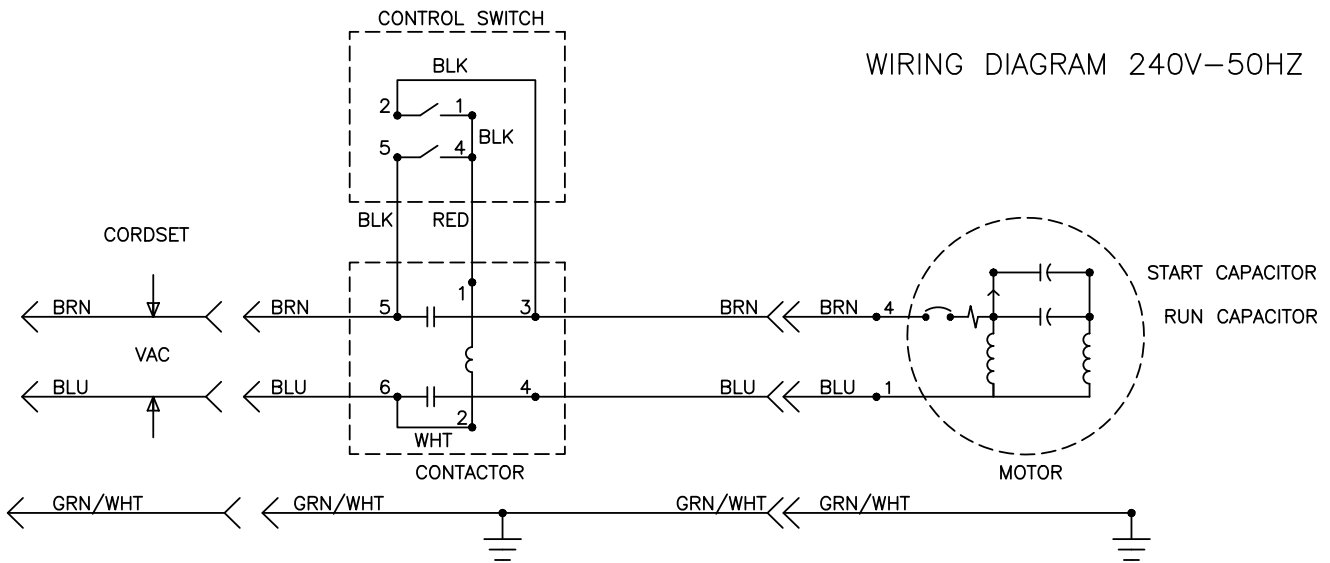 CONTROL SWITCH
WIRING DIAGRAM 240V-50HZ
BLK
2 1
BLK
5 4
BLK RED
CORDSET
1
START CAPACITOR
BRN BRN 5 3 BRN BRN 4
RUN CAPACITOR
VAC
BLU BLU 6 4 BLU BLU 1
2
WHT
CONTACTOR
MOTOR
GRN/WHT GRN/WHT GRN/WHT GRN/WHT